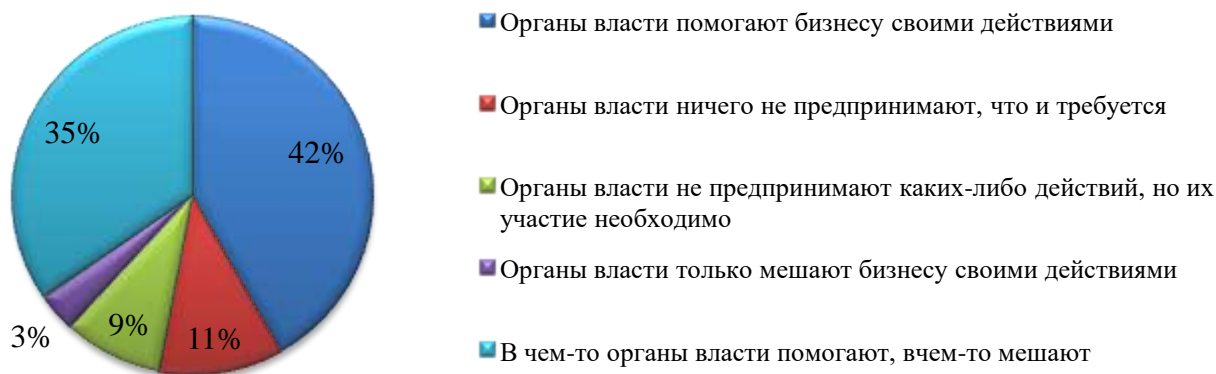 Органы власти помогают бизнесу своими действиями
35%
42%
Органы власти ничего не предпринимают, что и требуется
Органы власти не предпринимают каких-либо действий, но их
участие необходимо
Органы власти только мешают бизнесу своими действиями
3%
9%
11%
В чем-то органы власти помогают, вчем-то мешают